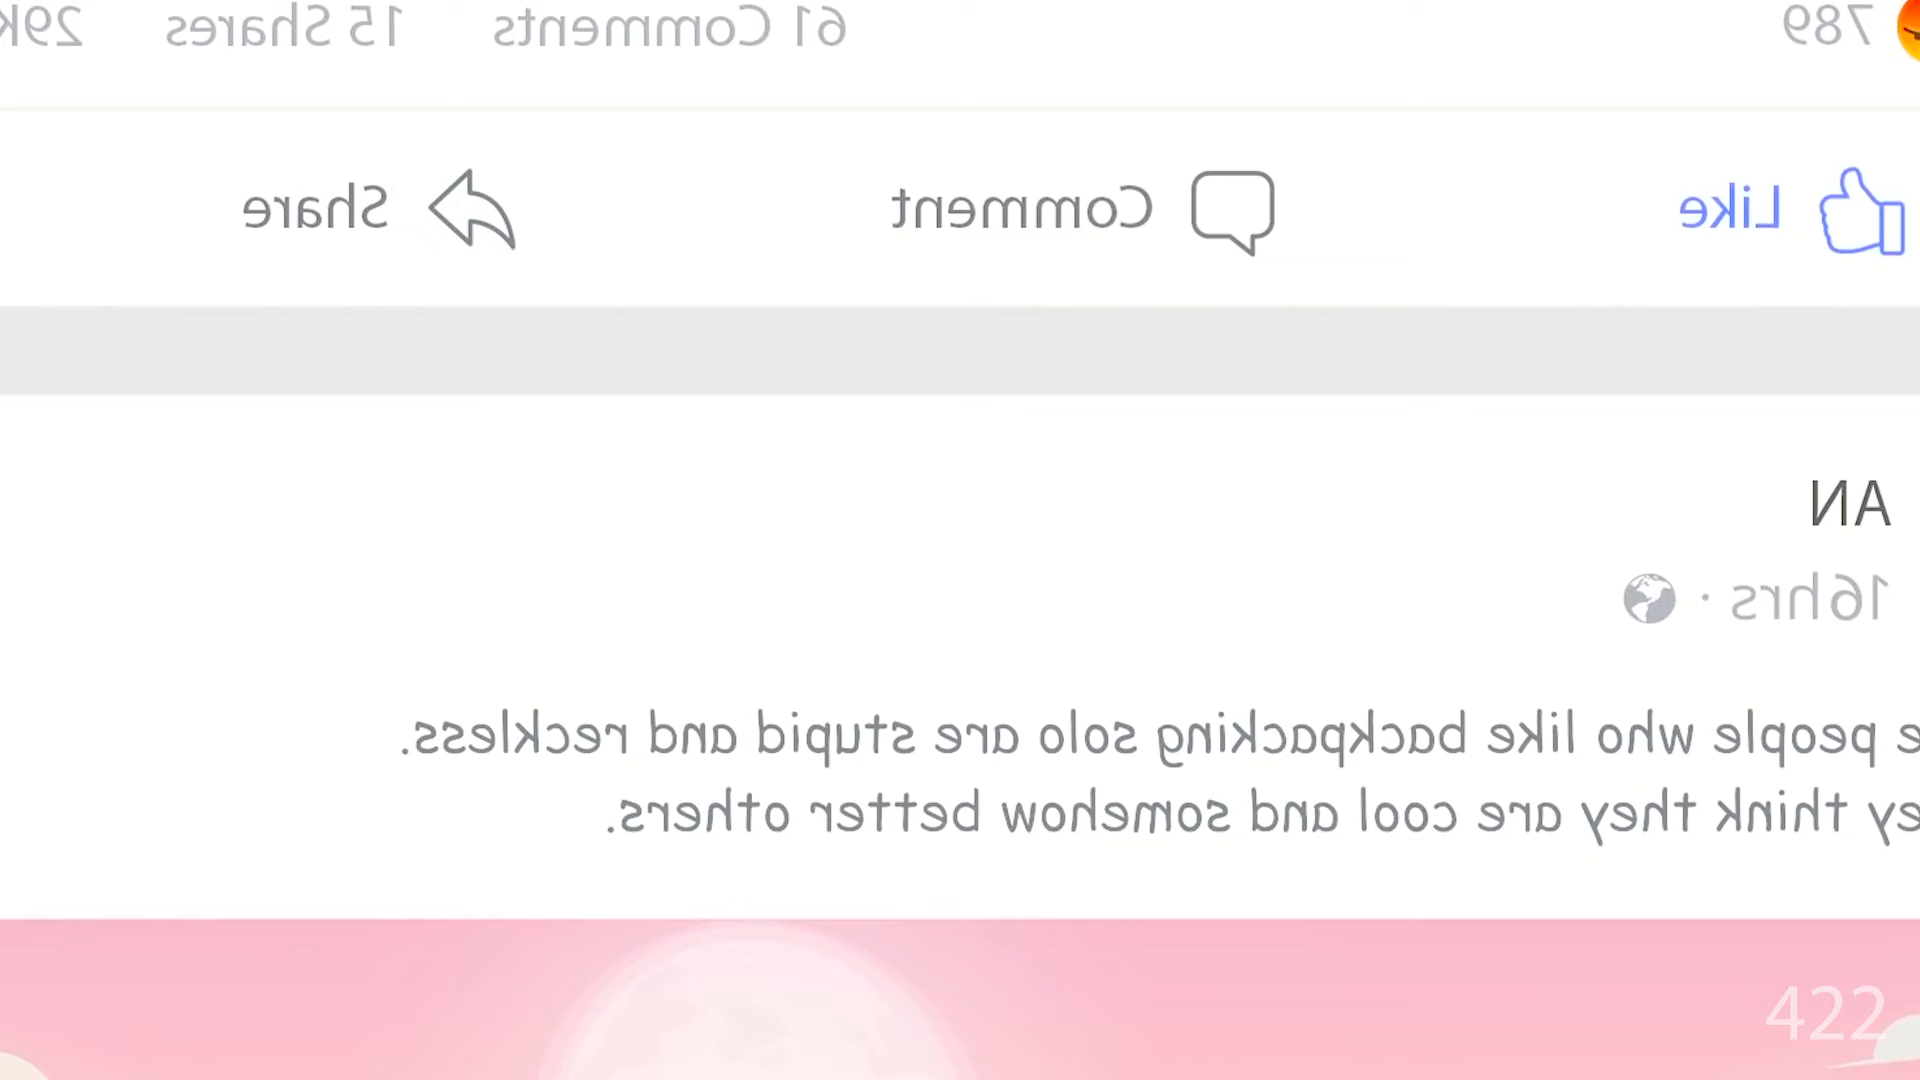 789 61 Comments 15 Shares 29K
Like Comment Share
AN
16hrs ·
people who like backpacking solo are stupid and reckless.
think they are cool and somehow better others.
422